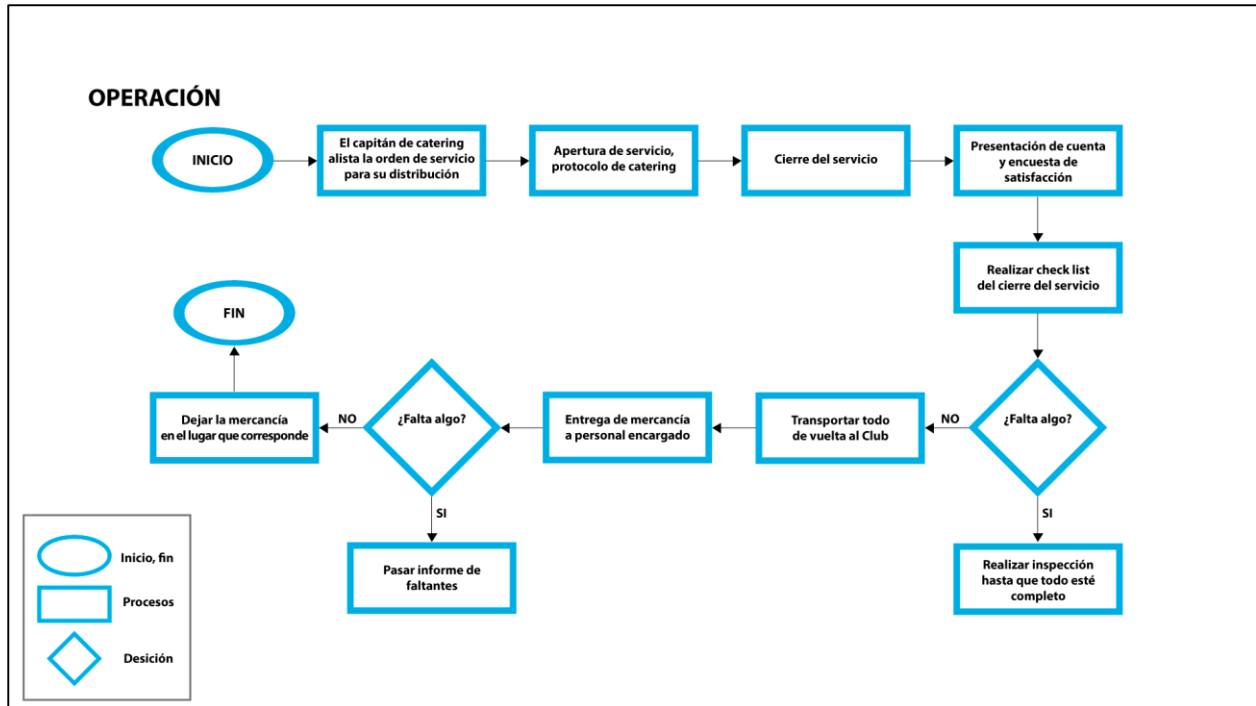 OPERACIÓN
INICIO
El capitán de catering
alista la orden de servicio
para su distribución
Apertura de servicio,
protocolo de catering
Cierre del servicio
Presentación de cuenta
y encuesta de
satisfacción
Realizar check list
del cierre del servicio
¿Falta algo?
SI
Realizar inspección
hasta que todo esté
completo
NO
Transportar todo
de vuelta al Club
Entrega de mercancía
a personal encargado
¿Falta algo?
SI
Pasar informe de
faltantes
NO
Dejar la mercancía
en el lugar que corresponde
FIN
Inicio, fin
Procesos
Desición